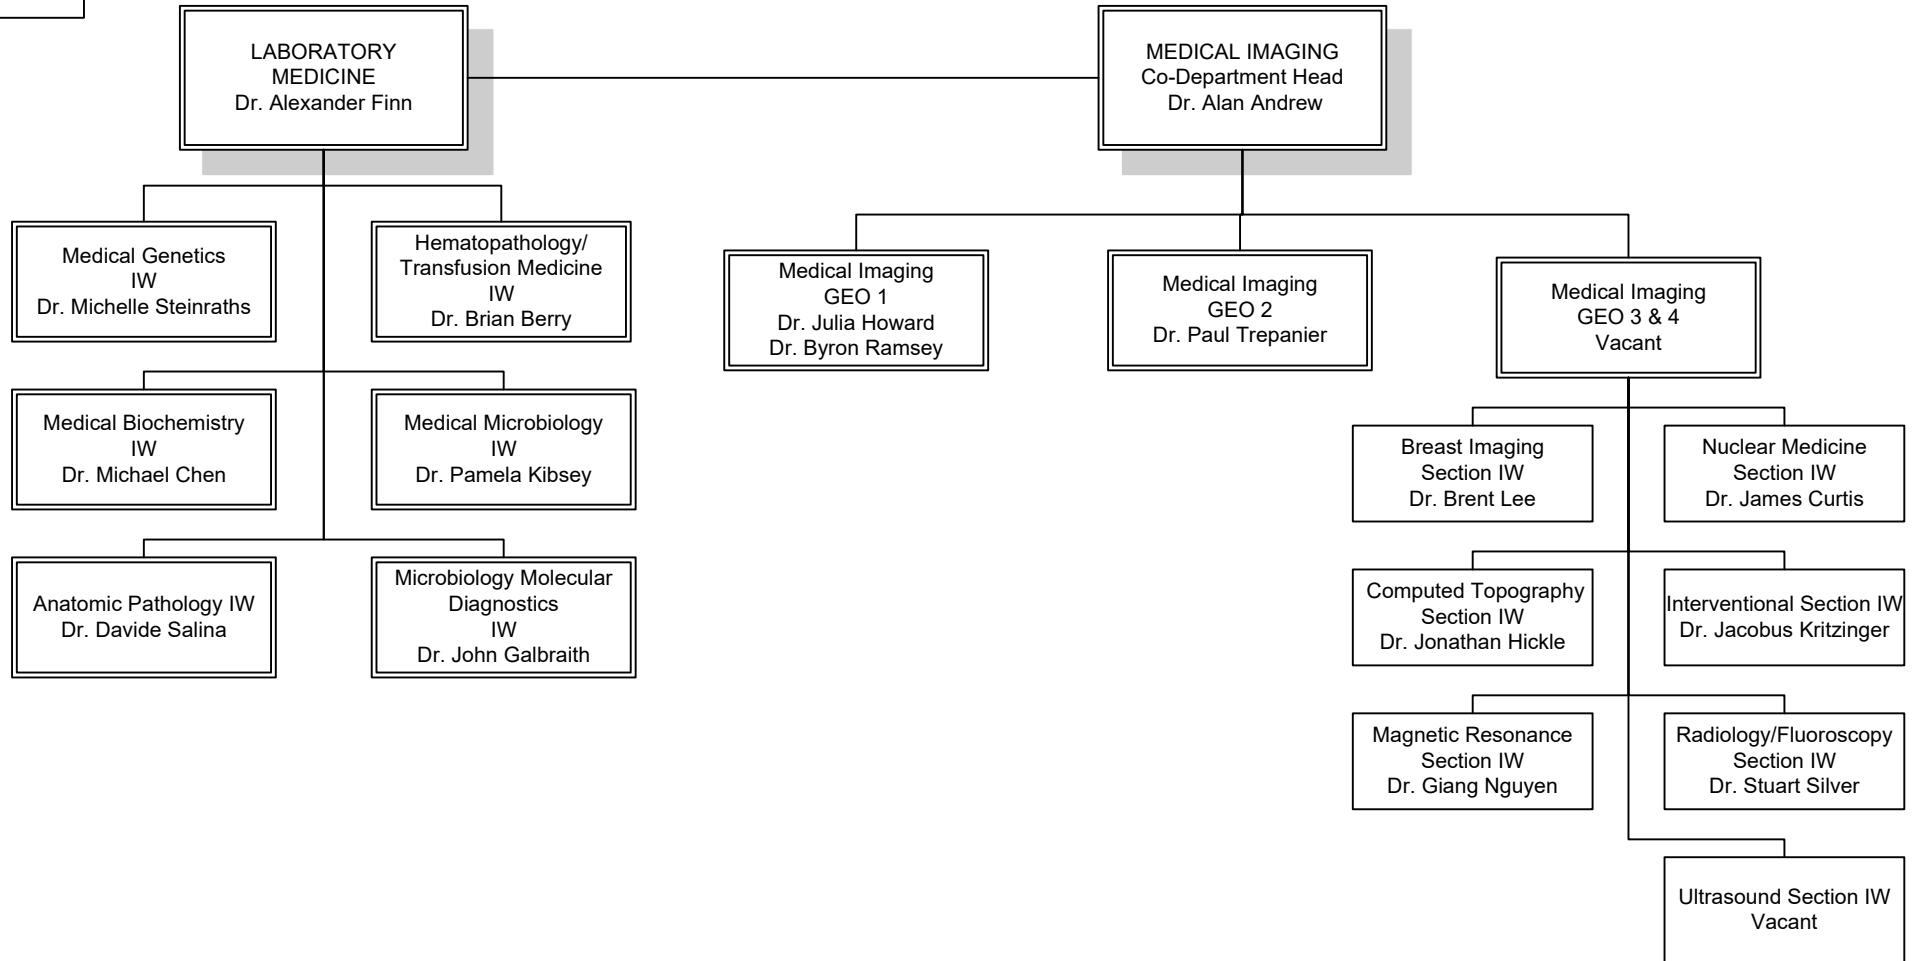 LABORATORY
MEDICINE
Dr. Alexander Finn
MEDICAL IMAGING
Co-Department Head
Dr. Alan Andrew
Medical Genetics
IW
Dr. Michelle Steinraths
Hematopathology/
Transfusion Medicine
IW
Dr. Brian Berry
Medical Imaging
GEO 1
Dr. Julia Howard
Dr. Byron Ramsey
Medical Imaging
GEO 2
Dr. Paul Trepanier
Medical Imaging
GEO 3 & 4
Vacant
Medical Biochemistry
IW
Dr. Michael Chen
Medical Microbiology
IW
Dr. Pamela Kibsey
Breast Imaging
Section IW
Dr. Brent Lee
Nuclear Medicine
Section IW
Dr. James Curtis
Anatomic Pathology IW
Dr. Davide Salina
Microbiology Molecular
Diagnostics
IW
Dr. John Galbraith
Computed Topography
Section IW
Dr. Jonathan Hickle
Interventional Section IW
Dr. Jacobus Kritzinger
Magnetic Resonance
Section IW
Dr. Giang Nguyen
Radiology/Fluoroscopy
Section IW
Dr. Stuart Silver
Ultrasound Section IW
Vacant